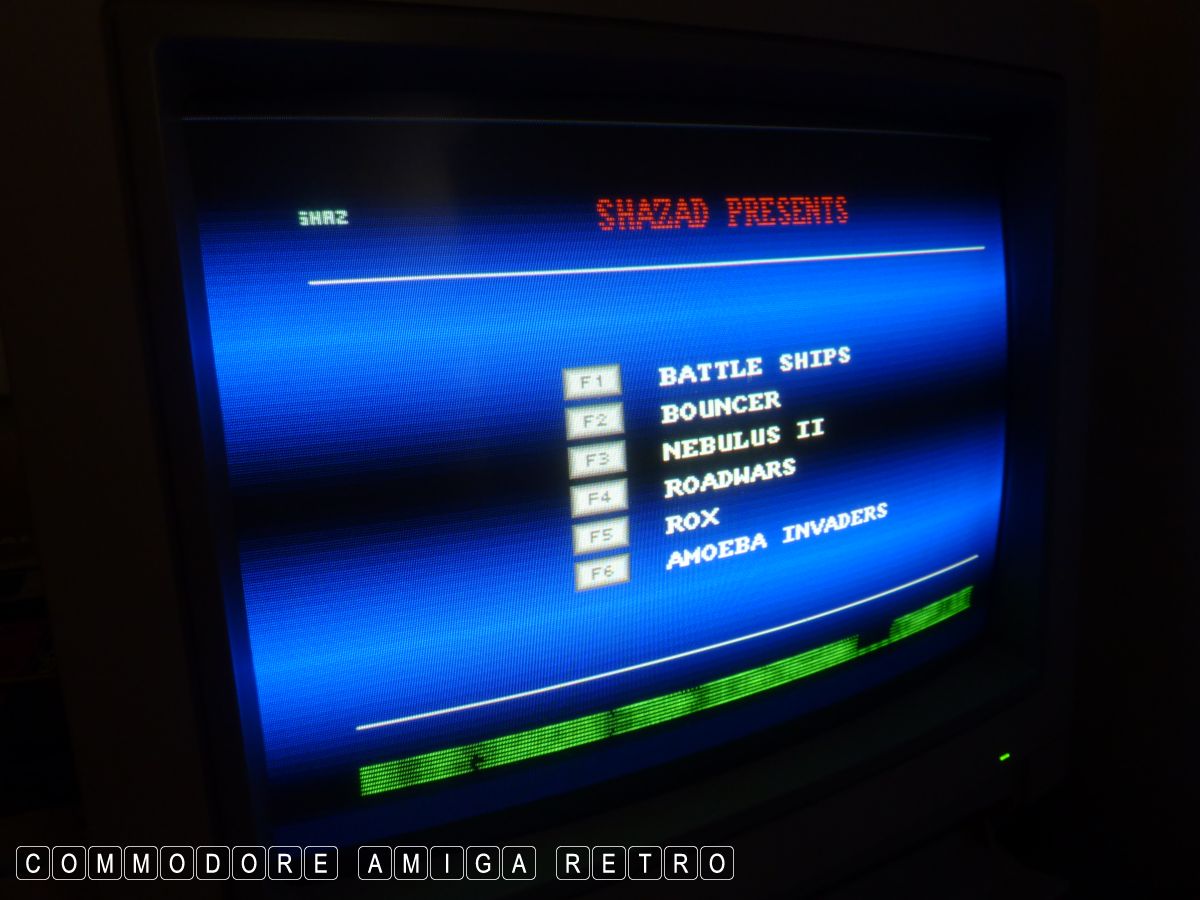 SHAZ
SHAZAD PRESENTS
F1 BATTLE SHIPS
F2 BOUNCER
F3 NEBULUS II
F4 ROADWARS
F5 ROX
F6 AMOEBA INVADERS
COMMODORE AMIGA RETRO